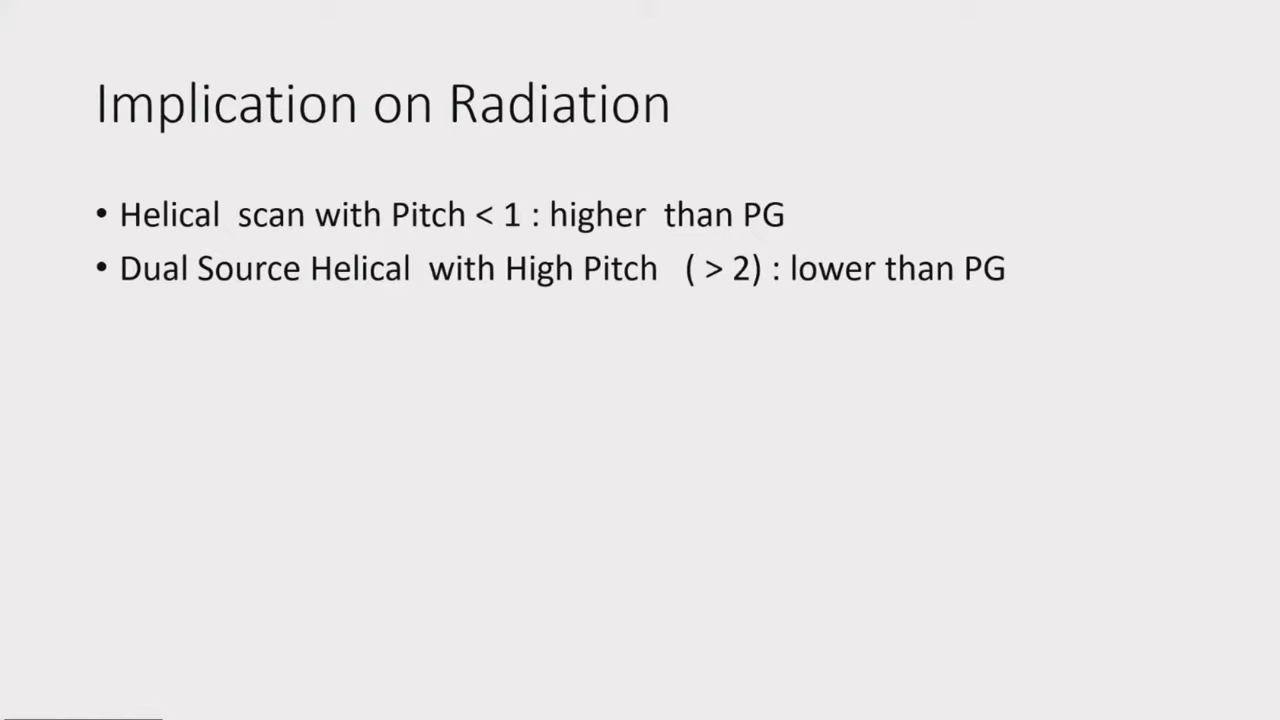 Implication on Radiation
• Helical scan with Pitch < 1 : higher than PG
• Dual Source Helical with High Pitch ( > 2) : lower than PG